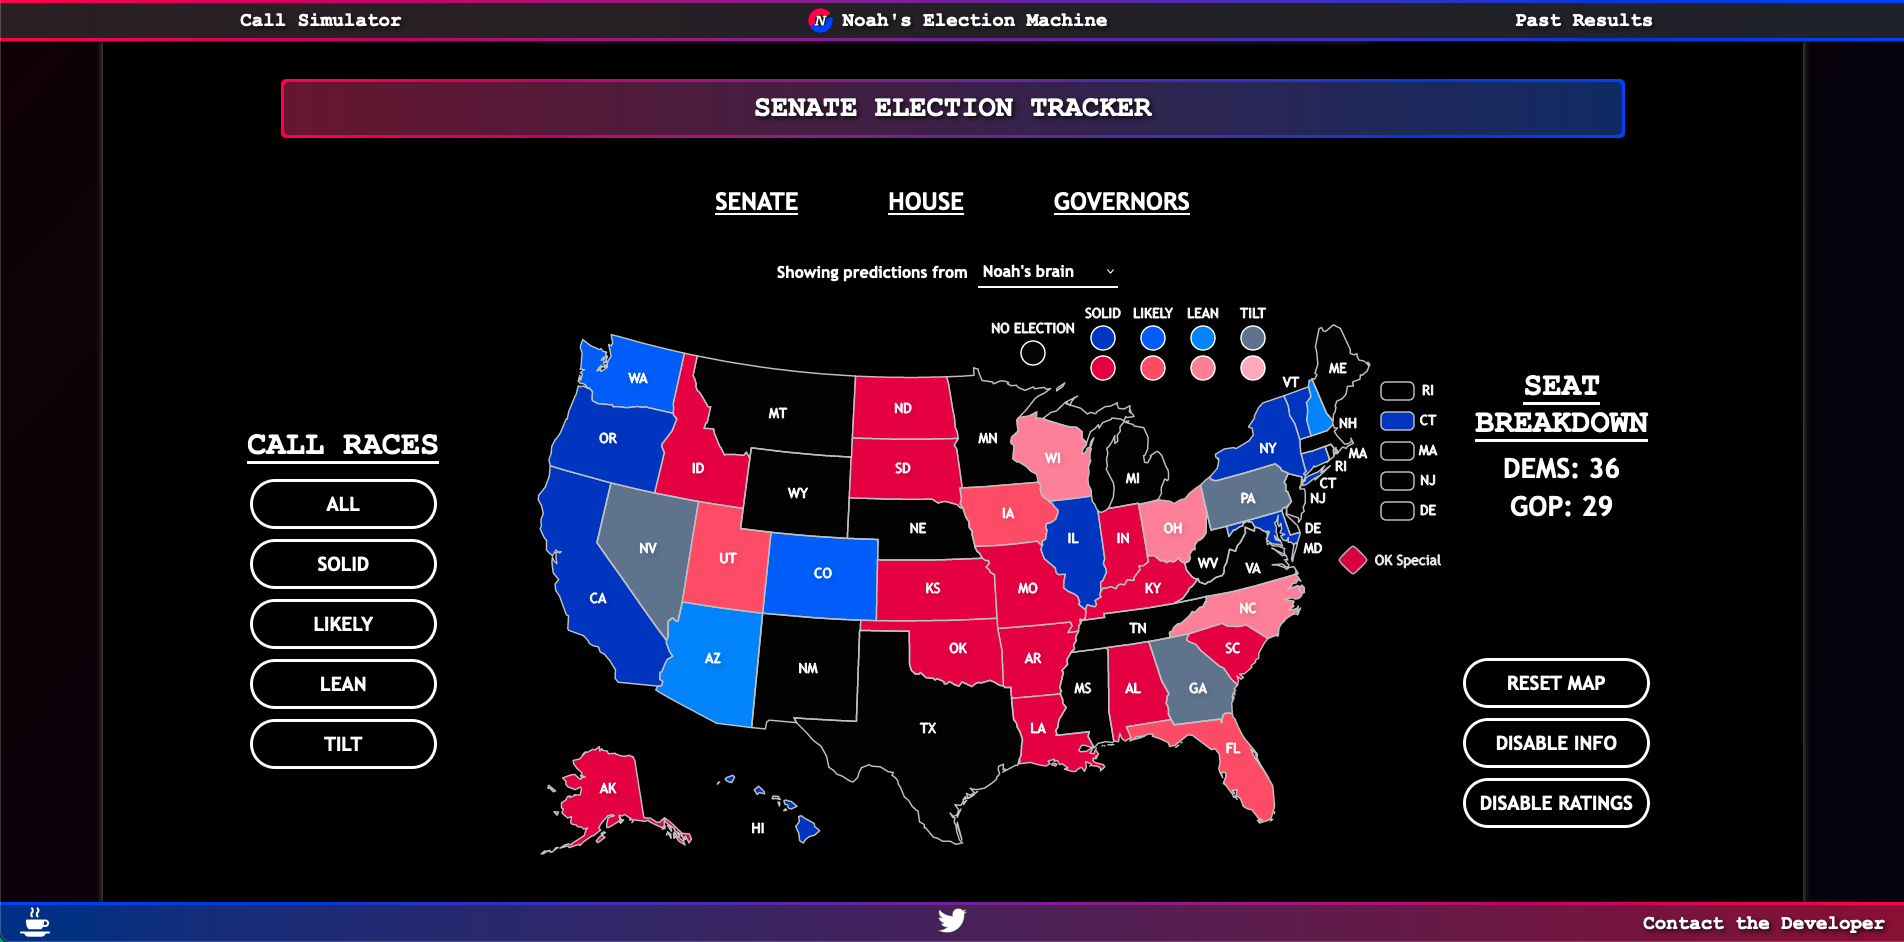 Call Simulator
N Noah's Election Machine
Past Results
SENATE ELECTION TRACKER
SENATE
HOUSE
GOVERNORS
Showing predictions from Noah's brain
NO ELECTION
SOLID
LIKELY
LEAN
TILT
CALL RACES
ALL
SOLID
LIKELY
LEAN
TILT
WA
OR
ID
MT
ND
SD
MN
WI
MI
WY
NE
IA
IL
IN
OH
PA
NY
VT
ME
NH
MA
RI
CT
NJ
DE
MD
NV
UT
CO
KS
MO
KY
WV
VA
CA
AZ
NM
OK
AR
TN
NC
SC
TX
LA
MS
AL
GA
FL
AK
HI
RI
CT
MA
NJ
DE
OK Special
SEAT
BREAKDOWN
DEMS: 36
GOP: 29
RESET MAP
DISABLE INFO
DISABLE RATINGS
Contact the Developer